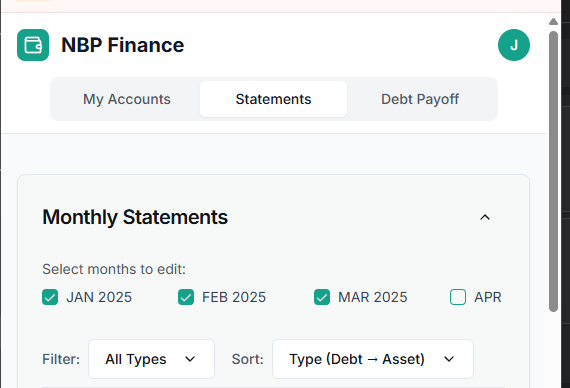 NBP Finance
J
My Accounts Statements Debt Payoff
Monthly Statements
Select months to edit:
JAN 2025 FEB 2025 MAR 2025 APR
Filter: All Types Sort: Type (Debt → Asset)